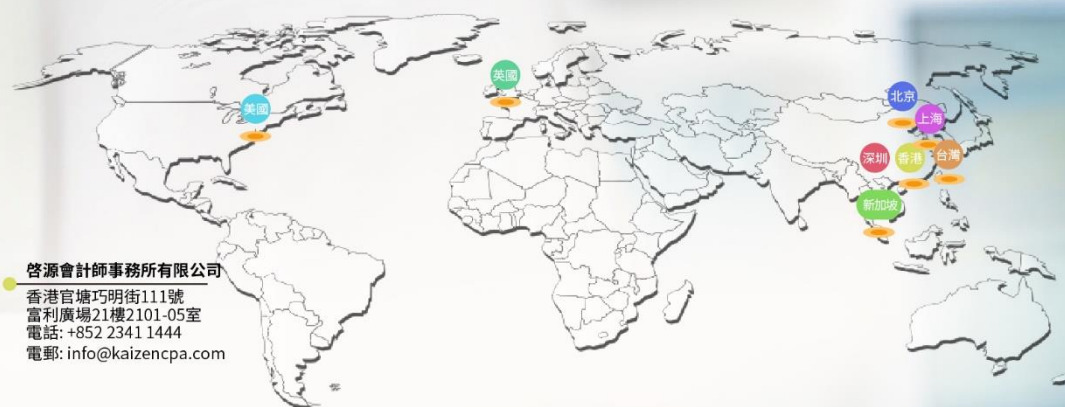 美國
英國
北京
上海
深圳
香港
台灣
新加坡
啓源會計師事務所有限公司
香港官塘巧明街111號
富利廣場21樓2101-05室
電話: +852 2341 1444
電郵: info@kaizencpa.com